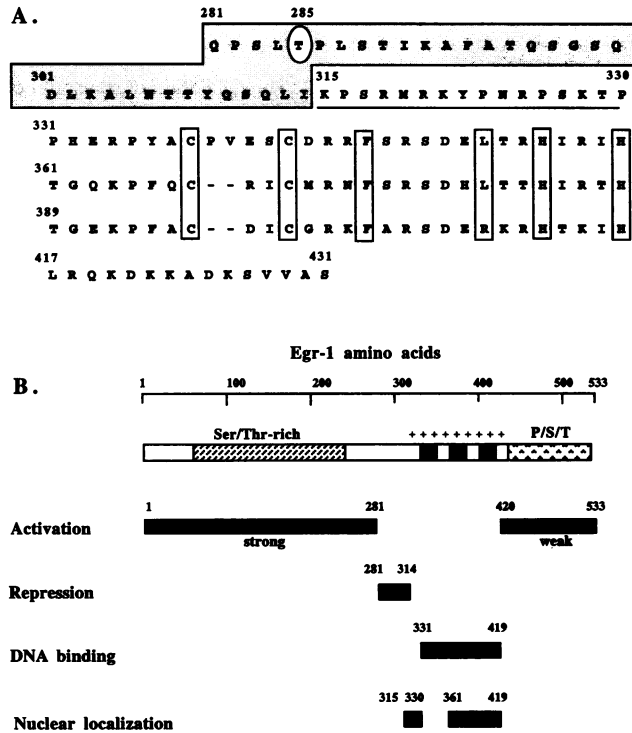 A.
281 285
Q P S L T P L S T I K A F A T Q S G S Q
301 315 330
D L K A L N T T Y Q S Q L I K P S R M R K Y P N R P S K T P
331
P H E R P Y A C P V E S C D R R F S R S D E L T R H I R I H
361
T G Q K P F Q C - - R I C M R N F S R S D H L T T H I R T H
389
T G E K P F A C - - D I C G R K F A R S D E R K R H T K I H
417 431
L R Q K D K K A D K S V V A S
Egr-1 amino acids
B.
1 100 200 300 400 500 533
Ser/Thr-rich + + + + + + + + + P/S/T
1 281 420 533
Activation
strong weak
281 314
Repression
331 419
DNA binding
315 330 361 419
Nuclear localization